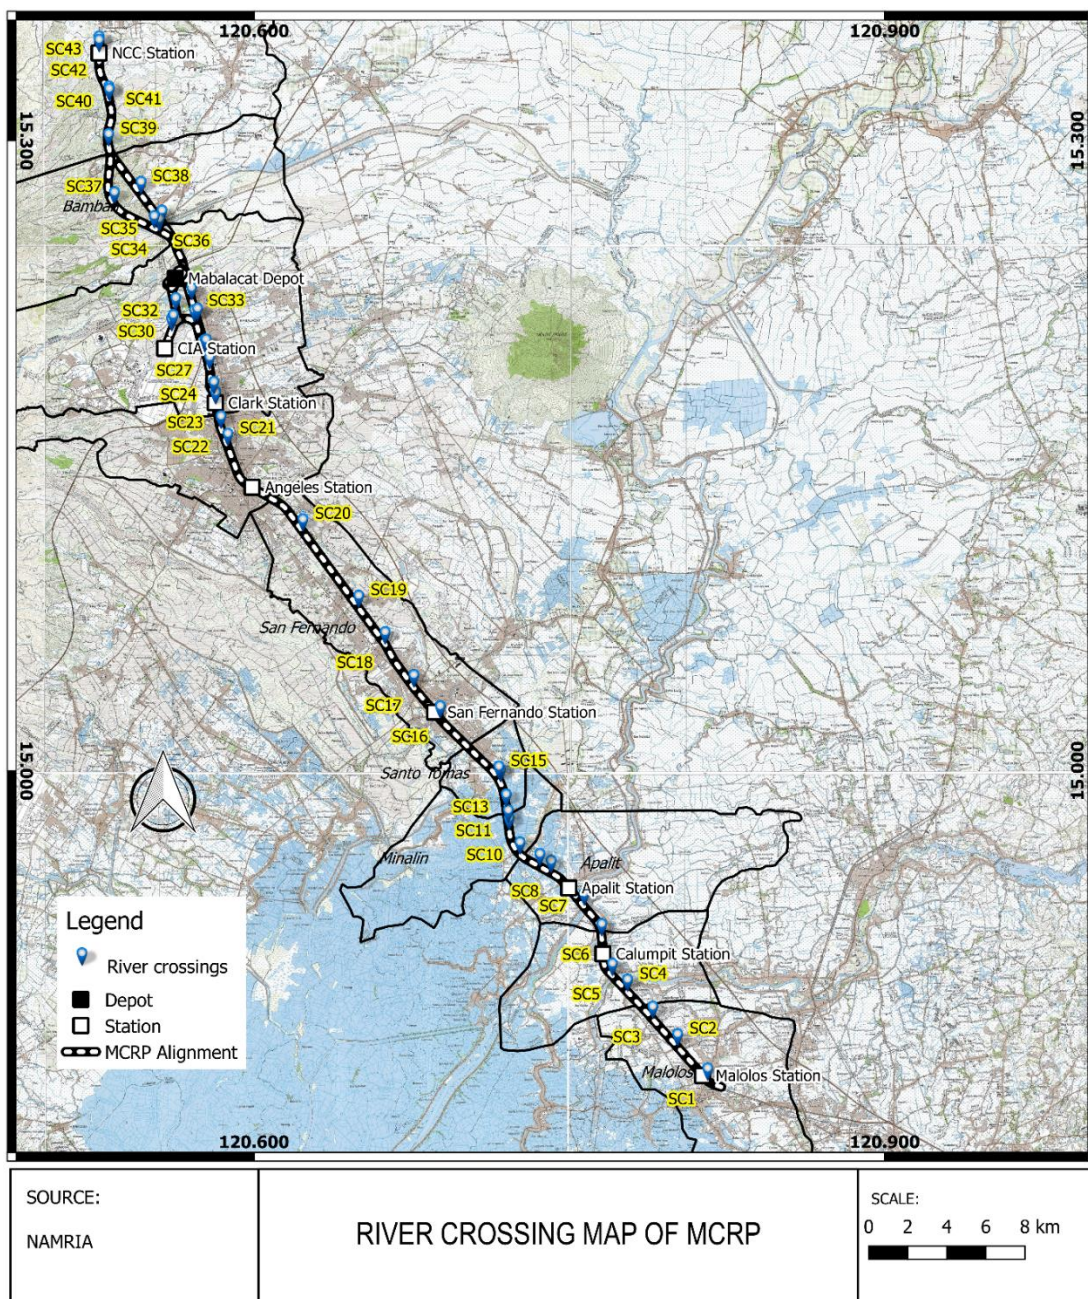 120.600
120.900
SC43
NCC Station
SC42
SC40
SC41
SC39
15.300
15.300
SC38
SC37
Bamban
SC35
SC36
SC34
Mabalacat Depot
SC33
SC32
SC30
CIA Station
SC27
SC24
Clark Station
SC23
SC21
SC22
Angeles Station
SC20
SC19
San Fernando
SC18
SC17
San Fernando Station
SC16
SC15
Santo Tomas
15.000
15.000
SC13
SC11
SC10
Minalin
Apalit
SC8
Apalit Station
SC7
Legend
River crossings
Depot
Station
MCRP Alignment
SC6
Calumpit Station
SC4
SC5
SC3
SC2
Malolos
Malolos Station
SC1
120.600
120.900
SOURCE:
NAMRIA
RIVER CROSSING MAP OF MCRP
SCALE:
0 2 4 6 8 km